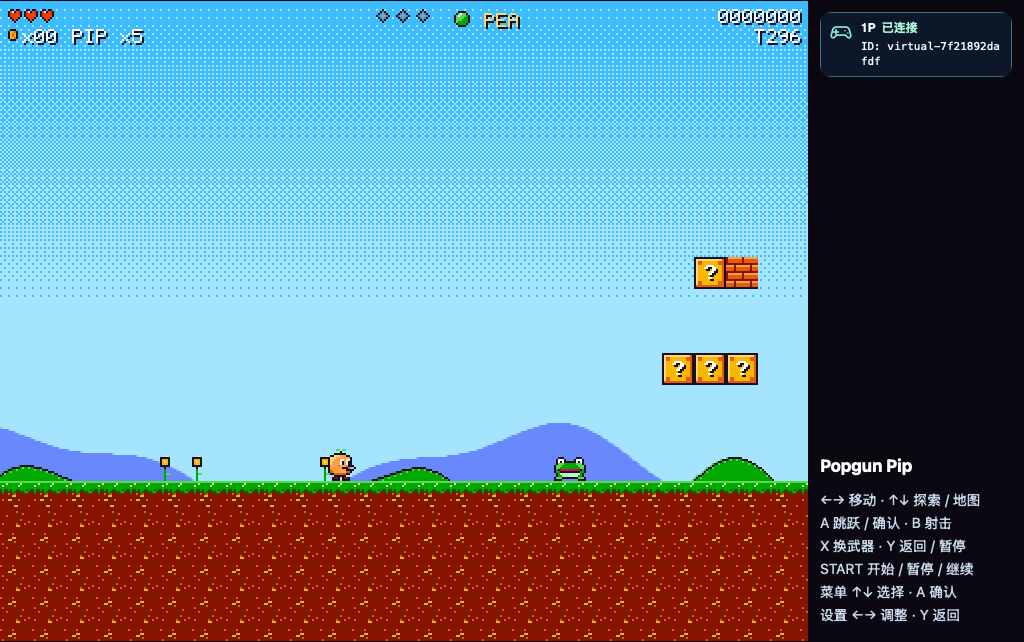 PEA
0000000
x00 PIP x5
T296
?
? ? ?
1P 已连接
ID: virtual-7f21892da
fdf
Popgun Pip
←→ 移动 · ↑↓ 探索 / 地图
A 跳跃 / 确认 · B 射击
X 换武器 · Y 返回 / 暂停
START 开始 / 暂停 / 继续
菜单 ↑↓ 选择 · A 确认
设置 ←→ 调整 · Y 返回